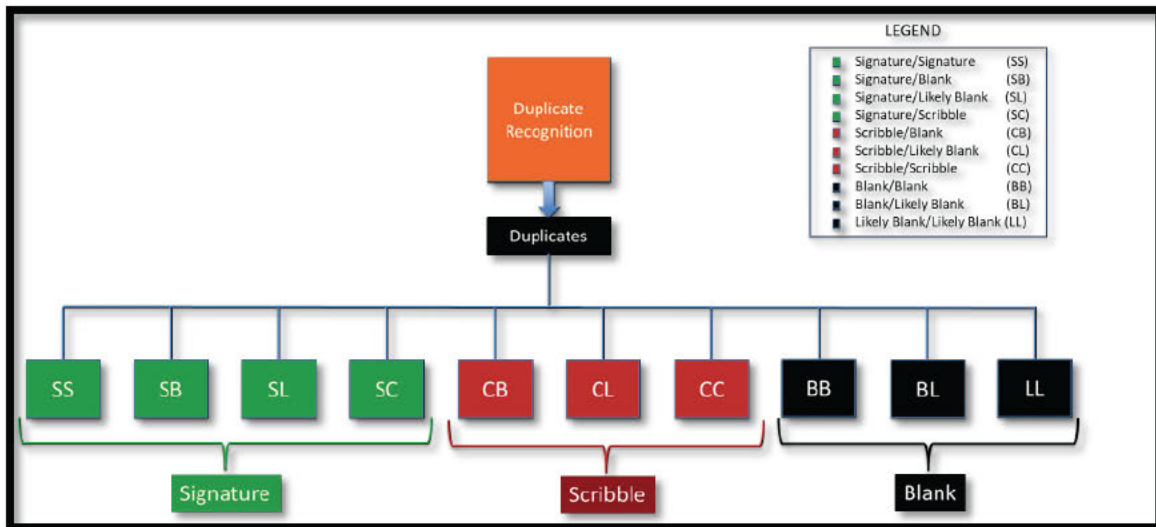 LEGEND
Signature/Signature (SS)
Signature/Blank (SB)
Signature/Likely Blank (SL)
Signature/Scribble (SC)
Scribble/Blank (CB)
Scribble/Likely Blank (CL)
Scribble/Scribble (CC)
Blank/Blank (BB)
Blank/Likely Blank (BL)
Likely Blank/Likely Blank (LL)
Duplicate
Recognition
Duplicates
SS SB SL SC CB CL CC BB BL LL
Signature Scribble Blank